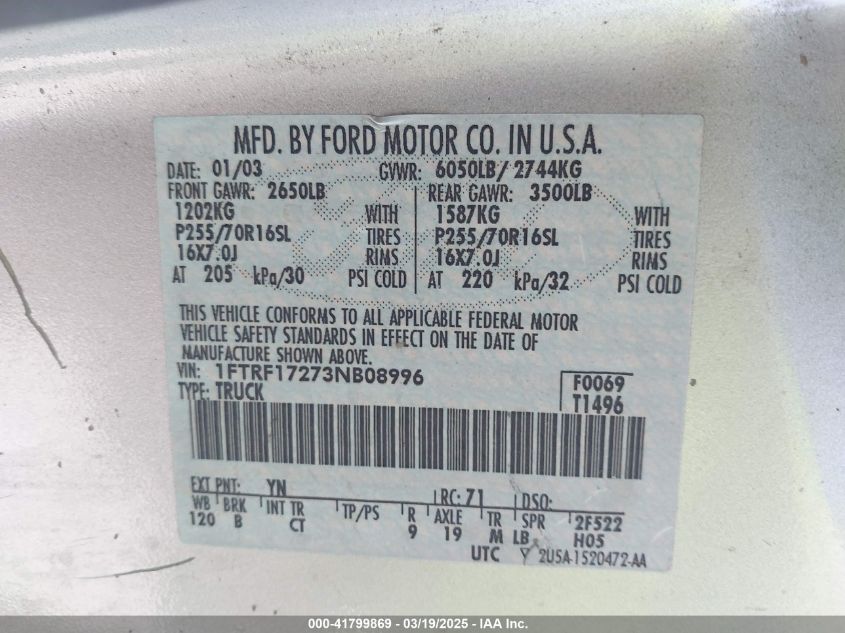 MFD. BY FORD MOTOR CO. IN U.S.A.
DATE: 01/03 GVWR: 6050LB/ 2744KG
FRONT GAWR: 2650LB REAR GAWR: 3500LB
1202KG WITH 1587KG WITH
P255/70R16SL TIRES P255/70R16SL TIRES
16X7.0J RIMS 16X7.0J RIMS
AT 205 kPa/30 PSI COLD AT 220 kPa/32 PSI COLD
THIS VEHICLE CONFORMS TO ALL APPLICABLE FEDERAL MOTOR
VEHICLE SAFETY STANDARDS IN EFFECT ON THE DATE OF
MANUFACTURE SHOWN ABOVE.
VIN: 1FTRF17273NB08996 F0069
TYPE: TRUCK T1496
EXT PNT: YN RC: 71 DSO:
WB BRK INT TR TP/PS R AXLE TR SPR 2F522
120 B CT 9 19 M LB H05
UTC 2U5A-1520472-AA
000-41799869 - 03/19/2025 - IAA Inc.